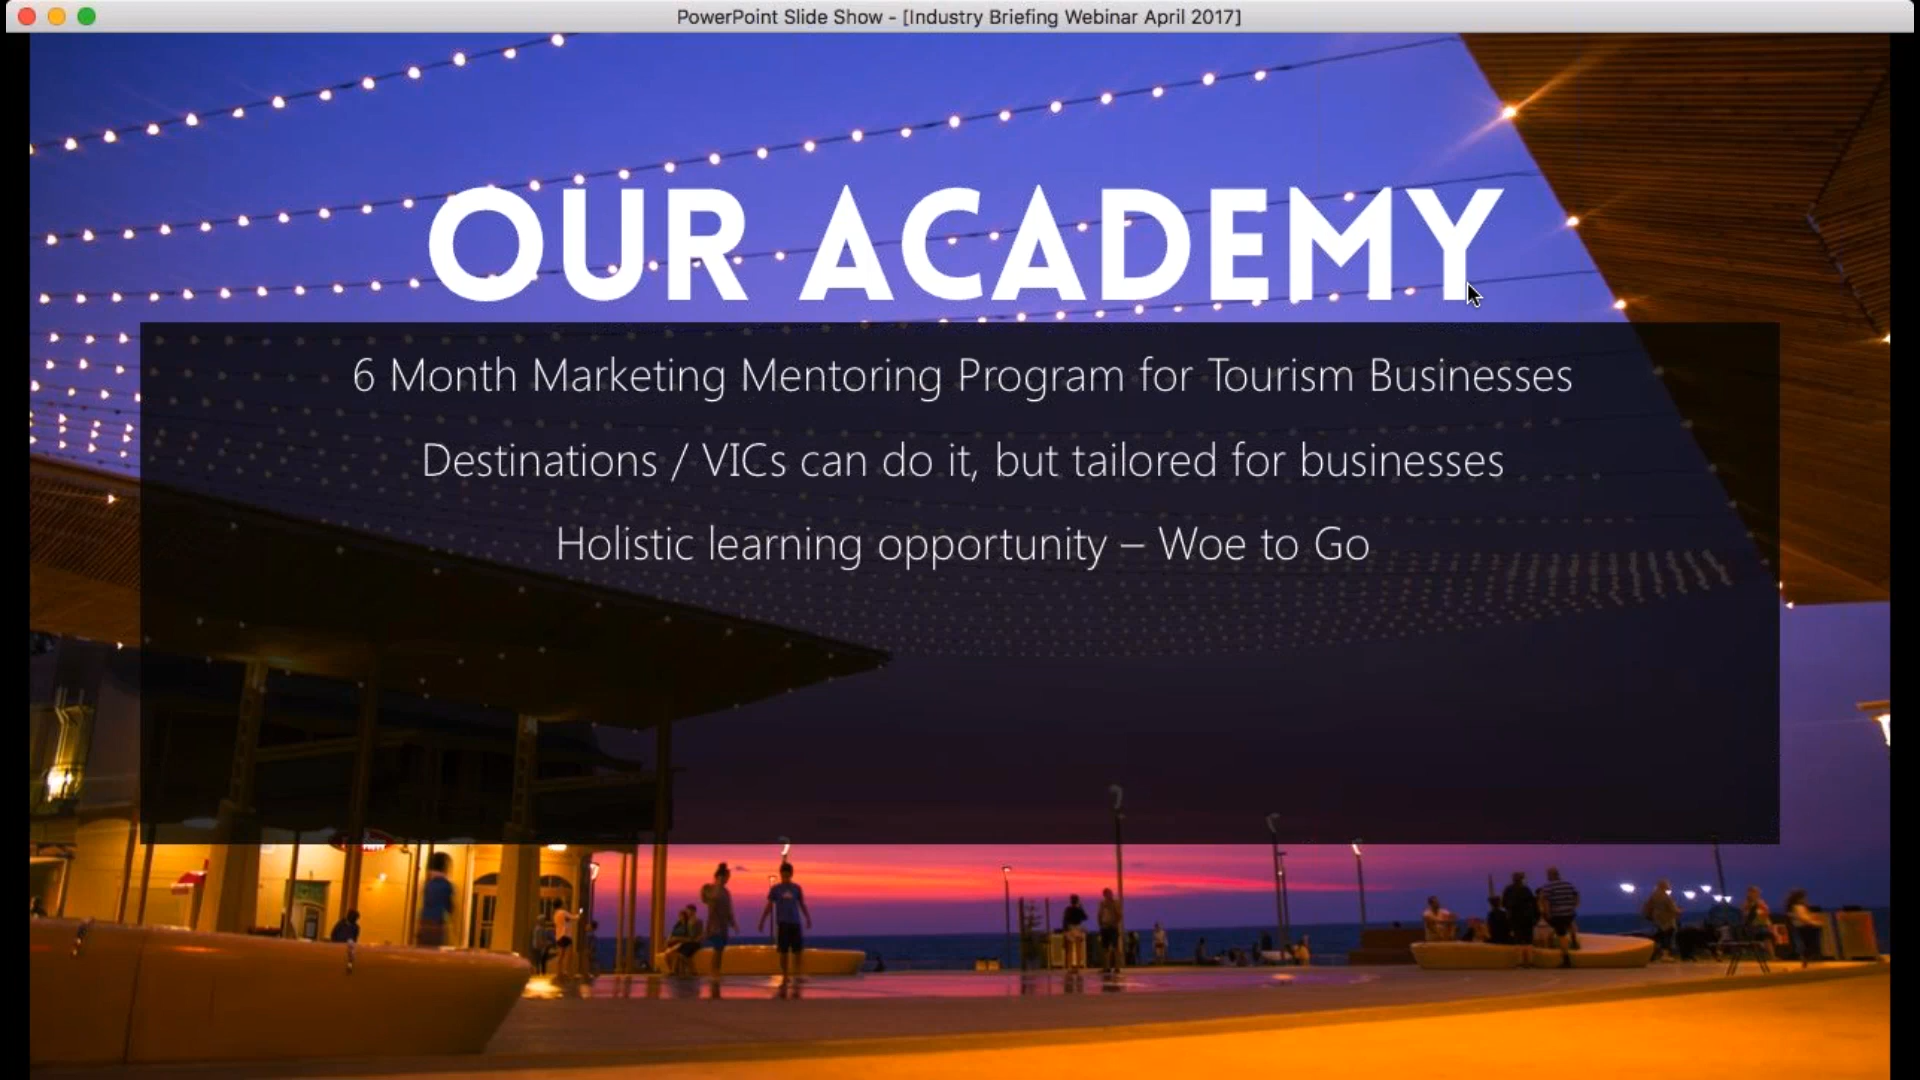 PowerPoint Slide Show - [Industry Briefing Webinar April 2017]
OUR ACADEMY
6 Month Marketing Mentoring Program for Tourism Businesses
Destinations / VICs can do it, but tailored for businesses
Holistic learning opportunity – Woe to Go